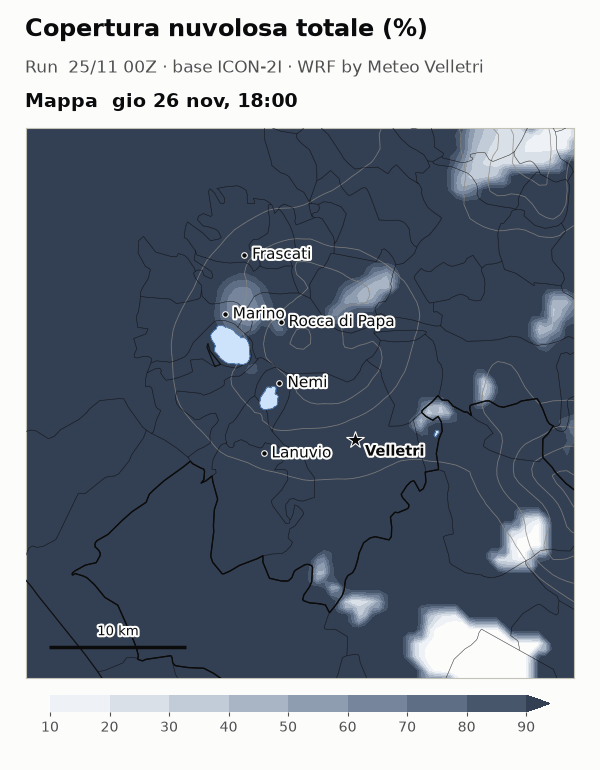 Copertura nuvolosa totale (%)
Run  25/11 00Z · base ICON-2I · WRF by Meteo Velletri
Mappa  gio 26 nov, 18:00
Frascati
Marino
Rocca di Papa
Nemi
Velletri
Lanuvio
10 km
10 20 30 40 50 60 70 80 90